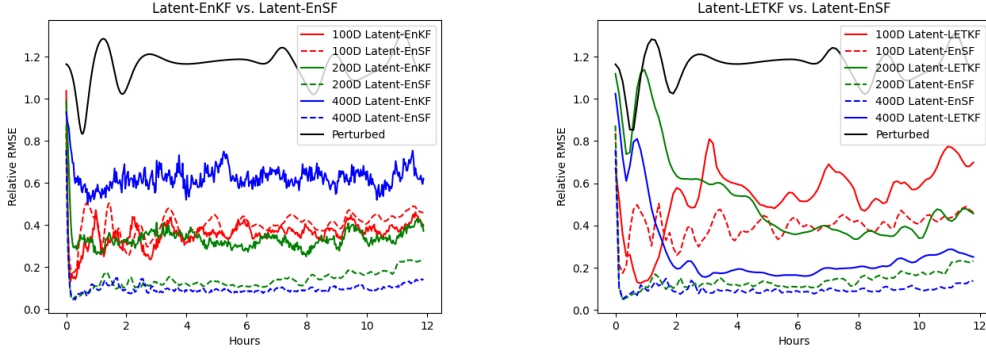 Latent-EnKF vs. Latent-EnSF
Relative RMSE
1.2
1.0
0.8
0.6
0.4
0.2
0.0
100D Latent-EnKF
100D Latent-EnSF
200D Latent-EnKF
200D Latent-EnSF
400D Latent-EnKF
400D Latent-EnSF
Perturbed
0
2
4
6
8
10
12
Hours
Latent-LETKF vs. Latent-EnSF
Relative RMSE
1.2
1.0
0.8
0.6
0.4
0.2
0.0
100D Latent-LETKF
100D Latent-EnSF
200D Latent-LETKF
200D Latent-EnSF
400D Latent-EnSF
400D Latent-LETKF
Perturbed
0
2
4
6
8
10
12
Hours